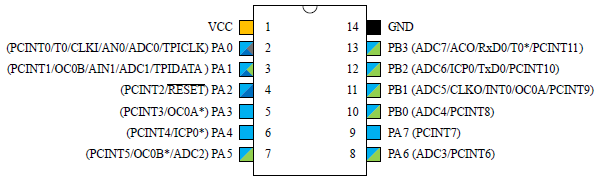 VCC 1 14 GND
(PCINT0/T0/CLKI/AN0/ADC0/TPICLK) PA0 2 13 PB3 (ADC7/ACO/RxD0/T0*/PCINT11)
(PCINT1/OC0B/AIN1/ADC1/TPIDATA ) PA1 3 12 PB2 (ADC6/ICP0/TxD0/PCINT10)
(PCINT2/RESET) PA2 4 11 PB1 (ADC5/CLKO/INT0/OC0A/PCINT9)
(PCINT3/OC0A*) PA3 5 10 PB0 (ADC4/PCINT8)
(PCINT4/ICP0*) PA4 6 9 PA7 (PCINT7)
(PCINT5/OC0B*/ADC2) PA5 7 8 PA6 (ADC3/PCINT6)